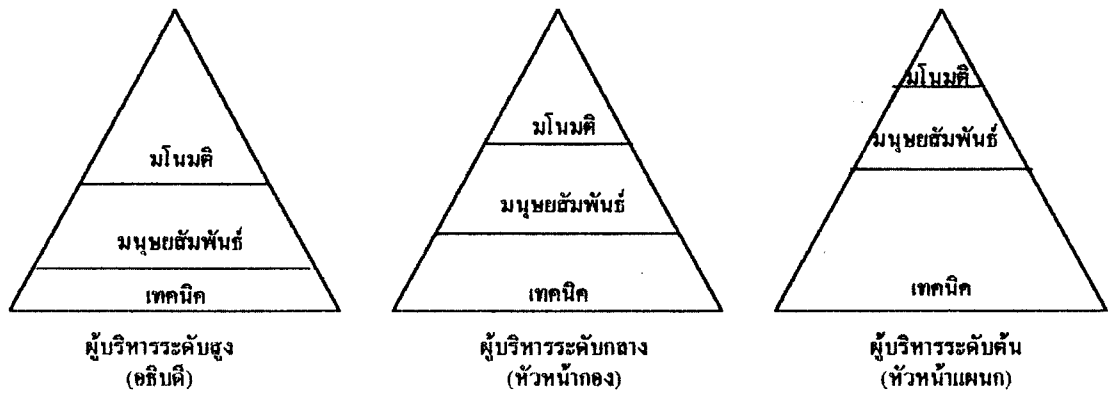 มโนมติ
มนุษยสัมพันธ์
เทคนิค
ผู้บริหารระดับสูง
(อธิบดี)
มโนมติ
มนุษยสัมพันธ์
เทคนิค
ผู้บริหารระดับกลาง
(หัวหน้ากอง)
มโนมติ
มนุษยสัมพันธ์
เทคนิค
ผู้บริหารระดับต้น
(หัวหน้าแผนก)